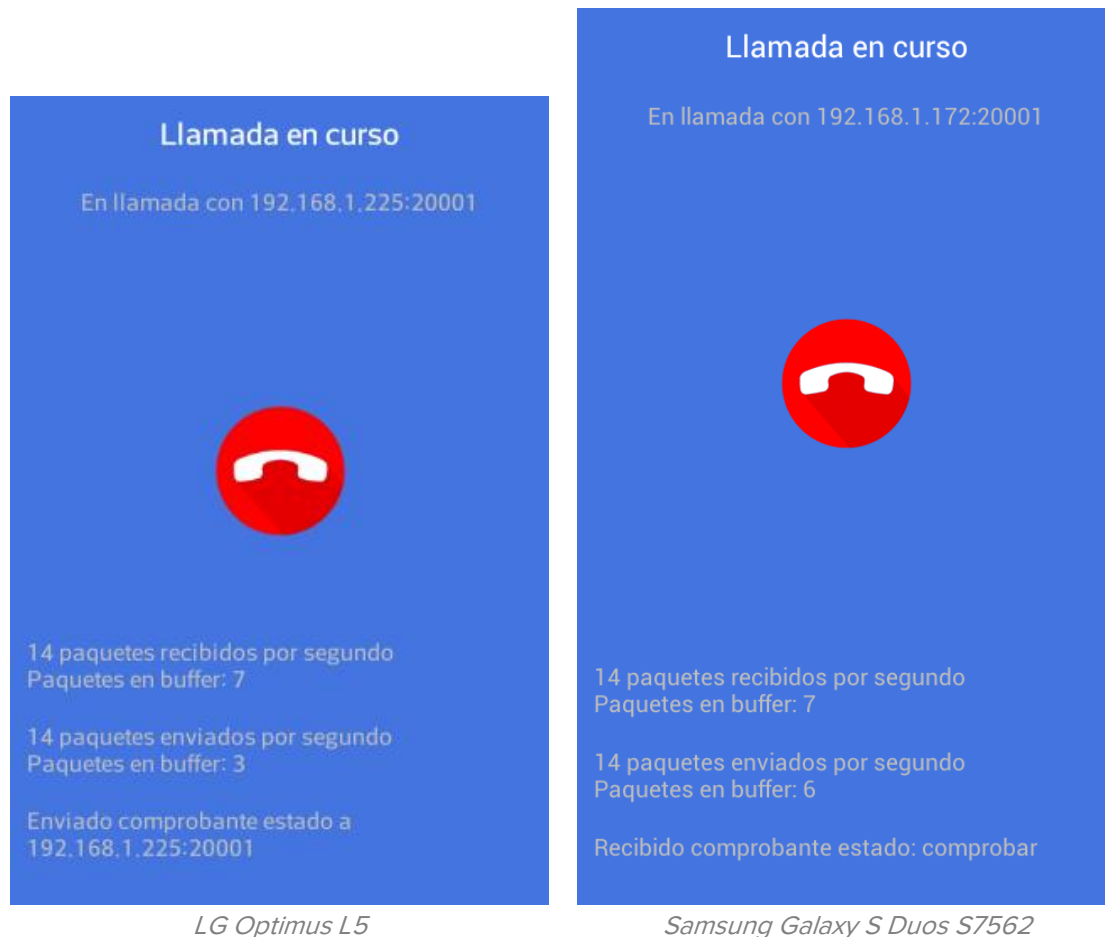 Llamada en curso
En llamada con 192.168.1.225:20001
14 paquetes recibidos por segundo
Paquetes en buffer: 7
14 paquetes enviados por segundo
Paquetes en buffer: 3
Enviado comprobante estado a
192.168.1.225:20001
LG Optimus L5
Llamada en curso
En llamada con 192.168.1.172:20001
14 paquetes recibidos por segundo
Paquetes en buffer: 7
14 paquetes enviados por segundo
Paquetes en buffer: 6
Recibido comprobante estado: comprobar
Samsung Galaxy S Duos S7562